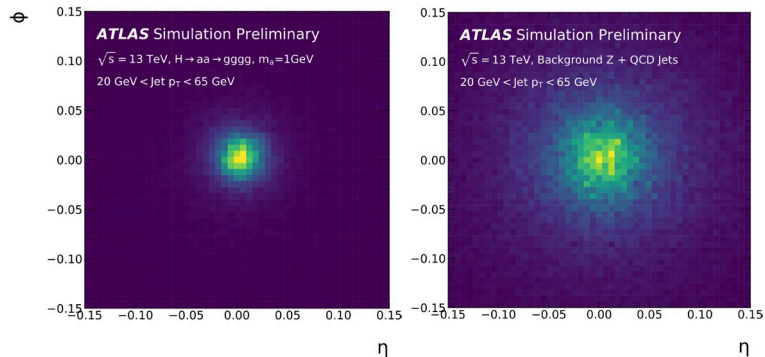 ϕ
0.15
0.10
0.05
0.00
−0.05
−0.10
−0.15
ATLAS Simulation Preliminary
√s = 13 TeV, H→aa→gggg, mₐ=1GeV
20 GeV < Jet p_T < 65 GeV
−0.15 −0.10 −0.05 0.00 0.05 0.10 0.15
η
0.15
0.10
0.05
0.00
−0.05
−0.10
−0.15
ATLAS Simulation Preliminary
√s = 13 TeV, Background Z + QCD Jets
20 GeV < Jet p_T < 65 GeV
−0.15 −0.10 −0.05 0.00 0.05 0.10 0.15
η